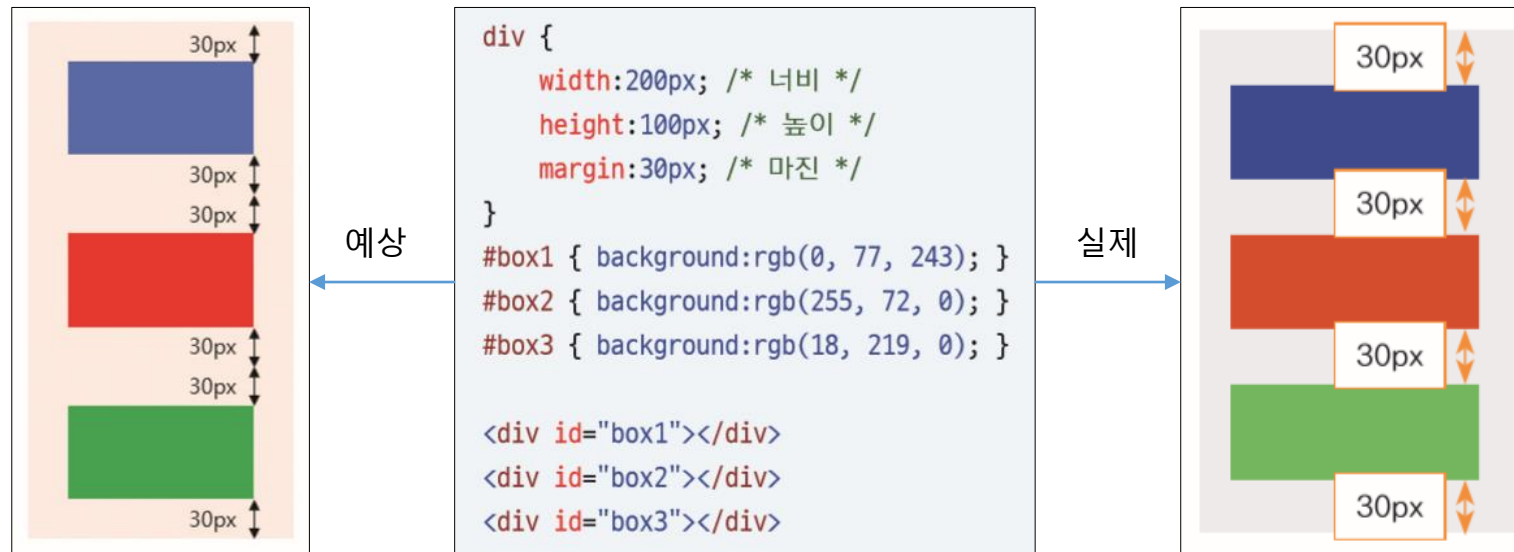 30px
30px
30px
30px
30px
30px
예상
div {
    width:200px; /* 너비 */
    height:100px; /* 높이 */
    margin:30px; /* 마진 */
}
#box1 { background:rgb(0, 77, 243); }
#box2 { background:rgb(255, 72, 0); }
#box3 { background:rgb(18, 219, 0); }
<div id="box1"></div>
<div id="box2"></div>
<div id="box3"></div>
실제
30px
30px
30px
30px